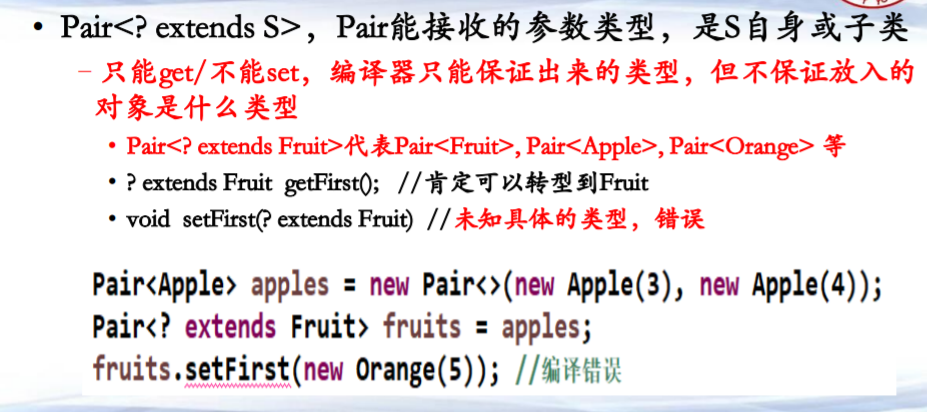 • Pair<? extends S>，Pair能接收的参数类型，是S自身或子类
– 只能get/不能set，编译器只能保证出来的类型，但不保证放入的
对象是什么类型
• Pair<? extends Fruit>代表Pair<Fruit>, Pair<Apple>, Pair<Orange> 等
• ? extends Fruit getFirst(); //肯定可以转型到Fruit
• void setFirst(? extends Fruit) //未知具体的类型，错误
Pair<Apple> apples = new Pair<>(new Apple(3), new Apple(4));
Pair<? extends Fruit> fruits = apples;
fruits.setFirst(new Orange(5)); //编译错误